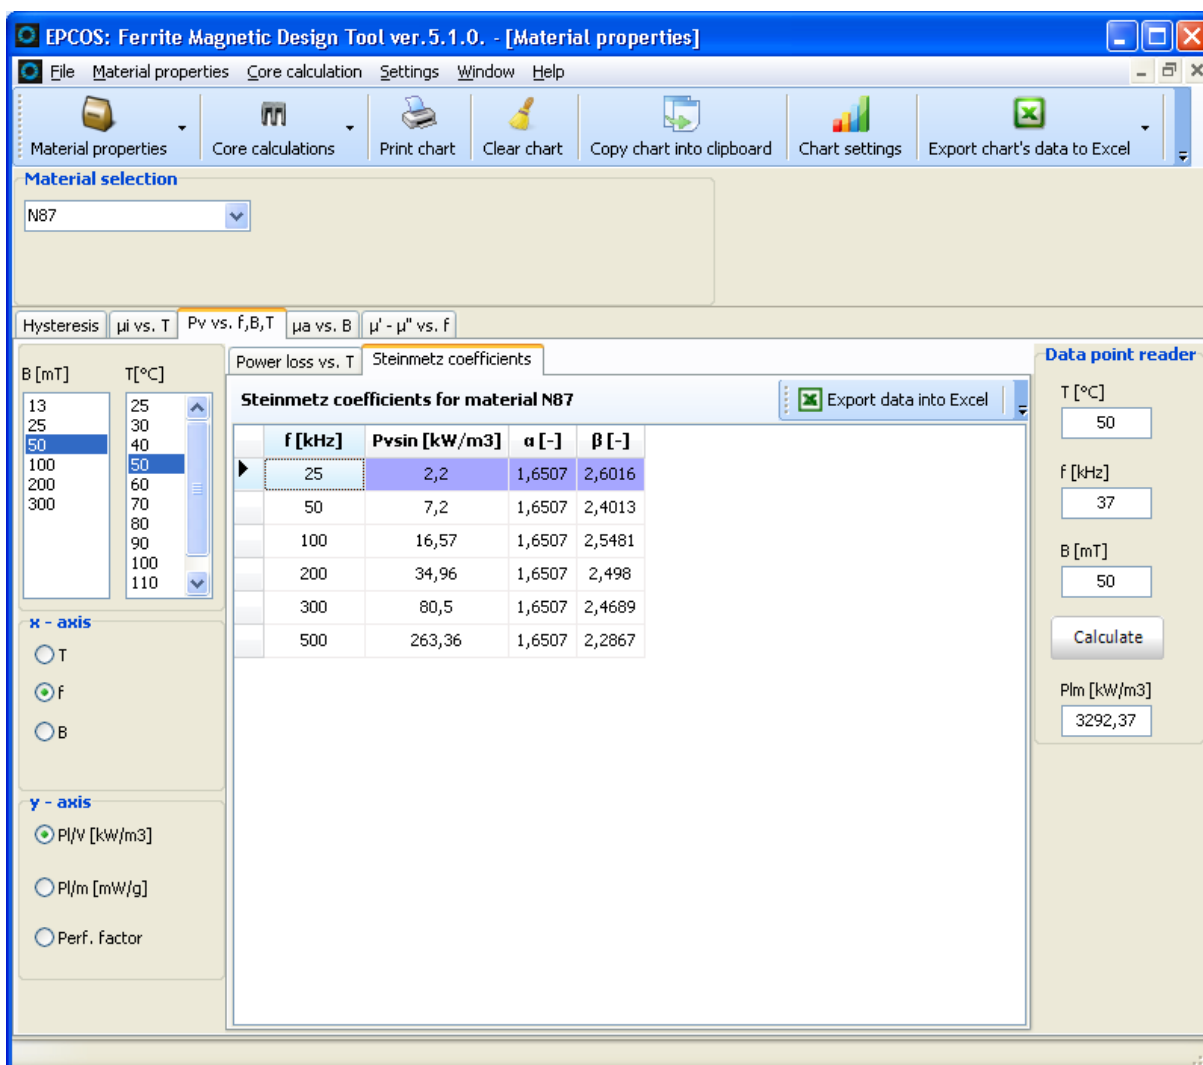 EPCOS: Ferrite Magnetic Design Tool ver.5.1.0. - [Material properties]
File Material properties Core calculation Settings Window Help
Material properties Core calculations Print chart Clear chart Copy chart into clipboard Chart settings Export chart's data to Excel
Material selection
N87
Hysteresis µi vs. T Pv vs. f,B,T µa vs. B µ' - µ" vs. f
B [mT] T[°C]
13 25
25 30
50 40
100 50
200 60
300 70
80
90
100
110
x - axis
T
f
B
y - axis
Pl/V [kW/m3]
Pl/m [mW/g]
Perf. factor
Power loss vs. T Steinmetz coefficients
Steinmetz coefficients for material N87 Export data into Excel
f [kHz] Pvsin [kW/m3] α [-] β [-]
25 2,2 1,6507 2,6016
50 7,2 1,6507 2,4013
100 16,57 1,6507 2,5481
200 34,96 1,6507 2,498
300 80,5 1,6507 2,4689
500 263,36 1,6507 2,2867
Data point reader
T [°C]
50
f [kHz]
37
B [mT]
50
Calculate
Plm [kW/m3]
3292,37